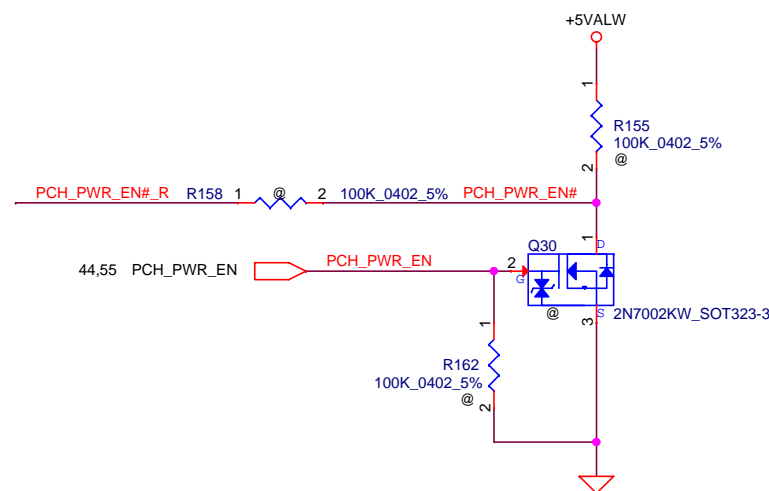 +5VALW
1
R155
100K_0402_5%
2
@
PCH_PWR_EN#_R R158 1 @ 2 100K_0402_5% PCH_PWR_EN#
1
D
Q30
44,55 PCH_PWR_EN PCH_PWR_EN 2
G
@
3
S
2N7002KW_SOT323-3
1
R162
100K_0402_5%
@
2